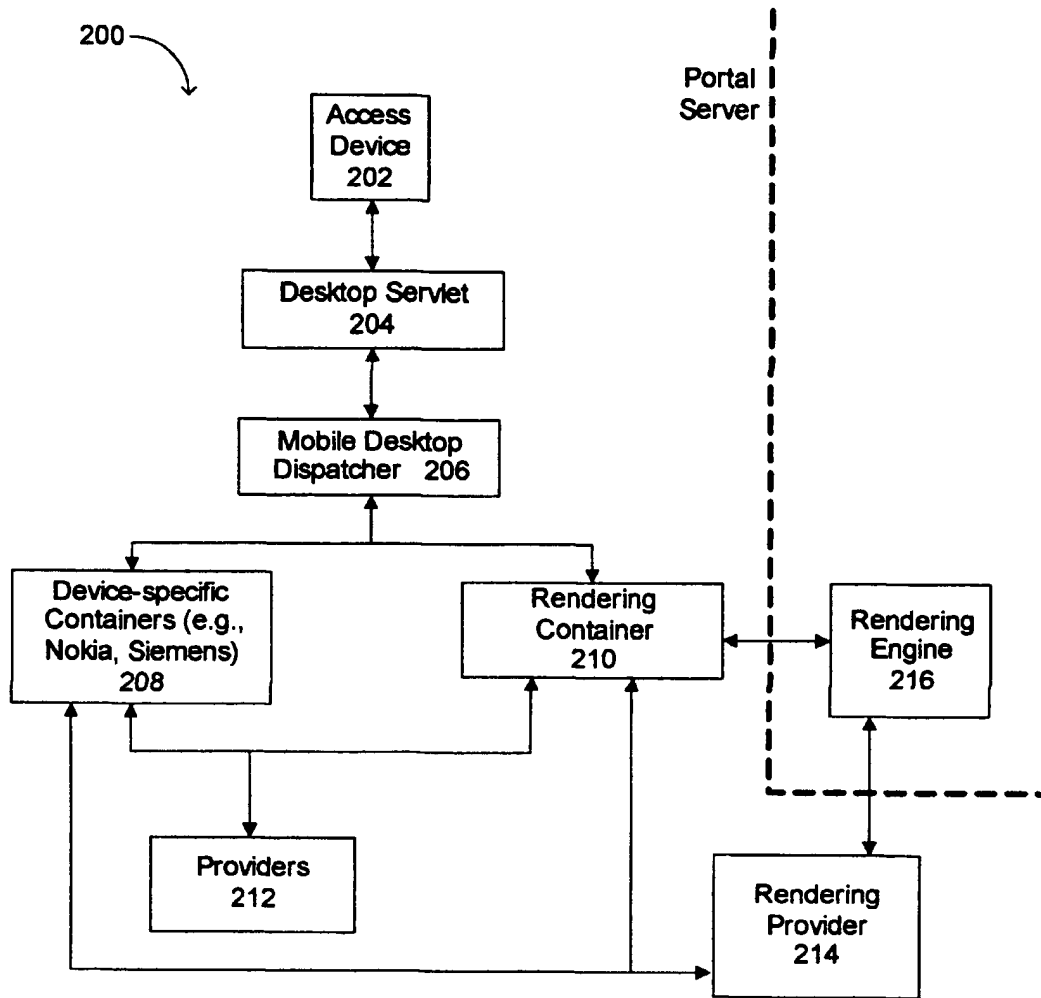 200
Portal
Server
Access
Device
202
Desktop Servlet
204
Mobile Desktop
Dispatcher 206
Device-specific
Containers (e.g.,
Nokia, Siemens)
208
Rendering
Container
210
Rendering
Engine
216
Providers
212
Rendering
Provider
214